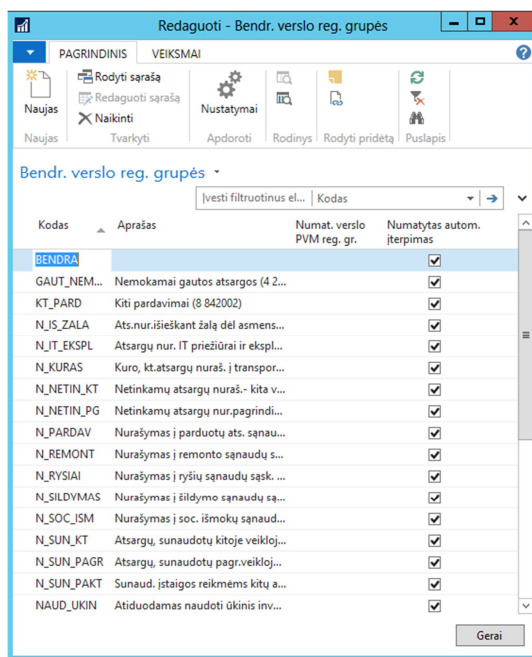 Redaguoti - Bendr. verslo reg. grupės
PAGRINDINIS VEIKSMAI
Naujas
Rodyti sąrašą
Redaguoti sąrašą
Naikinti
Nustatymai
Naujas Tvarkyti Apdoroti Rodinys Rodyti pridėtą Puslapis
Bendr. verslo reg. grupės
Įvesti filtruotinus el... Kodas
Kodas Aprašas Numat. verslo PVM reg. gr. Numatytas autom. įterpimas
BENDRA
GAUT_NEM... Nemokamai gautos atsargos (4 2...
KT_PARD Kiti pardavimai (8 842002)
N_IS_ZALA Ats.nur.išieškant žalą dėl asmens...
N_IT_EKSPL Atsargų nur. IT priežiūrai ir ekspl...
N_KURAS Kuro, kt.atsargų nuraš. į transpor...
N_NETIN_KT Netinkamų atsargų nuraš.- kita v...
N_NETIN_PG Netinkamų atsargų nur.pagrindi...
N_PARDAV Nurašymas į parduotų ats. sąnau...
N_REMONT Nurašymas į remonto sąnaudų s...
N_RYSIAI Nurašymas į ryšių sąnaudų sąsk. ...
N_SILDYMAS Nurašymas į šildymo sąnaudų są...
N_SOC_ISM Nurašymas į soc. išmokų sąnaud...
N_SUN_KT Atsargų, sunaudotų kitoje veikloj...
N_SUN_PAGR Atsargų, sunaudotų pagr.veikloj...
N_SUN_PAKT Sunaud. įstaigos reikmėms kitų a...
NAUD_UKIN Atiduodamas naudoti ūkinis inv...
Gerai